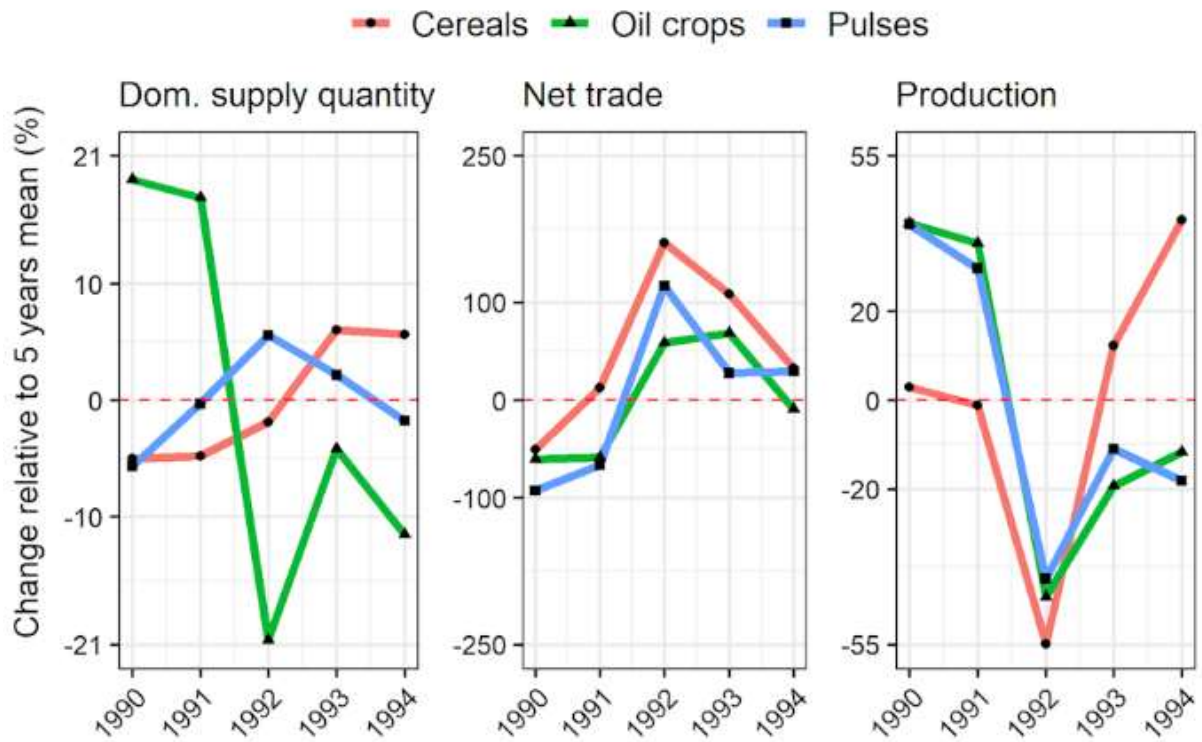 Cereals Oil crops Pulses
Dom. supply quantity
Net trade
Production
Change relative to 5 years mean (%)
21
10
0
-10
-21
1990 1991 1992 1993 1994
250
100
0
-100
-250
1990 1991 1992 1993 1994
55
20
0
-20
-55
1990 1991 1992 1993 1994